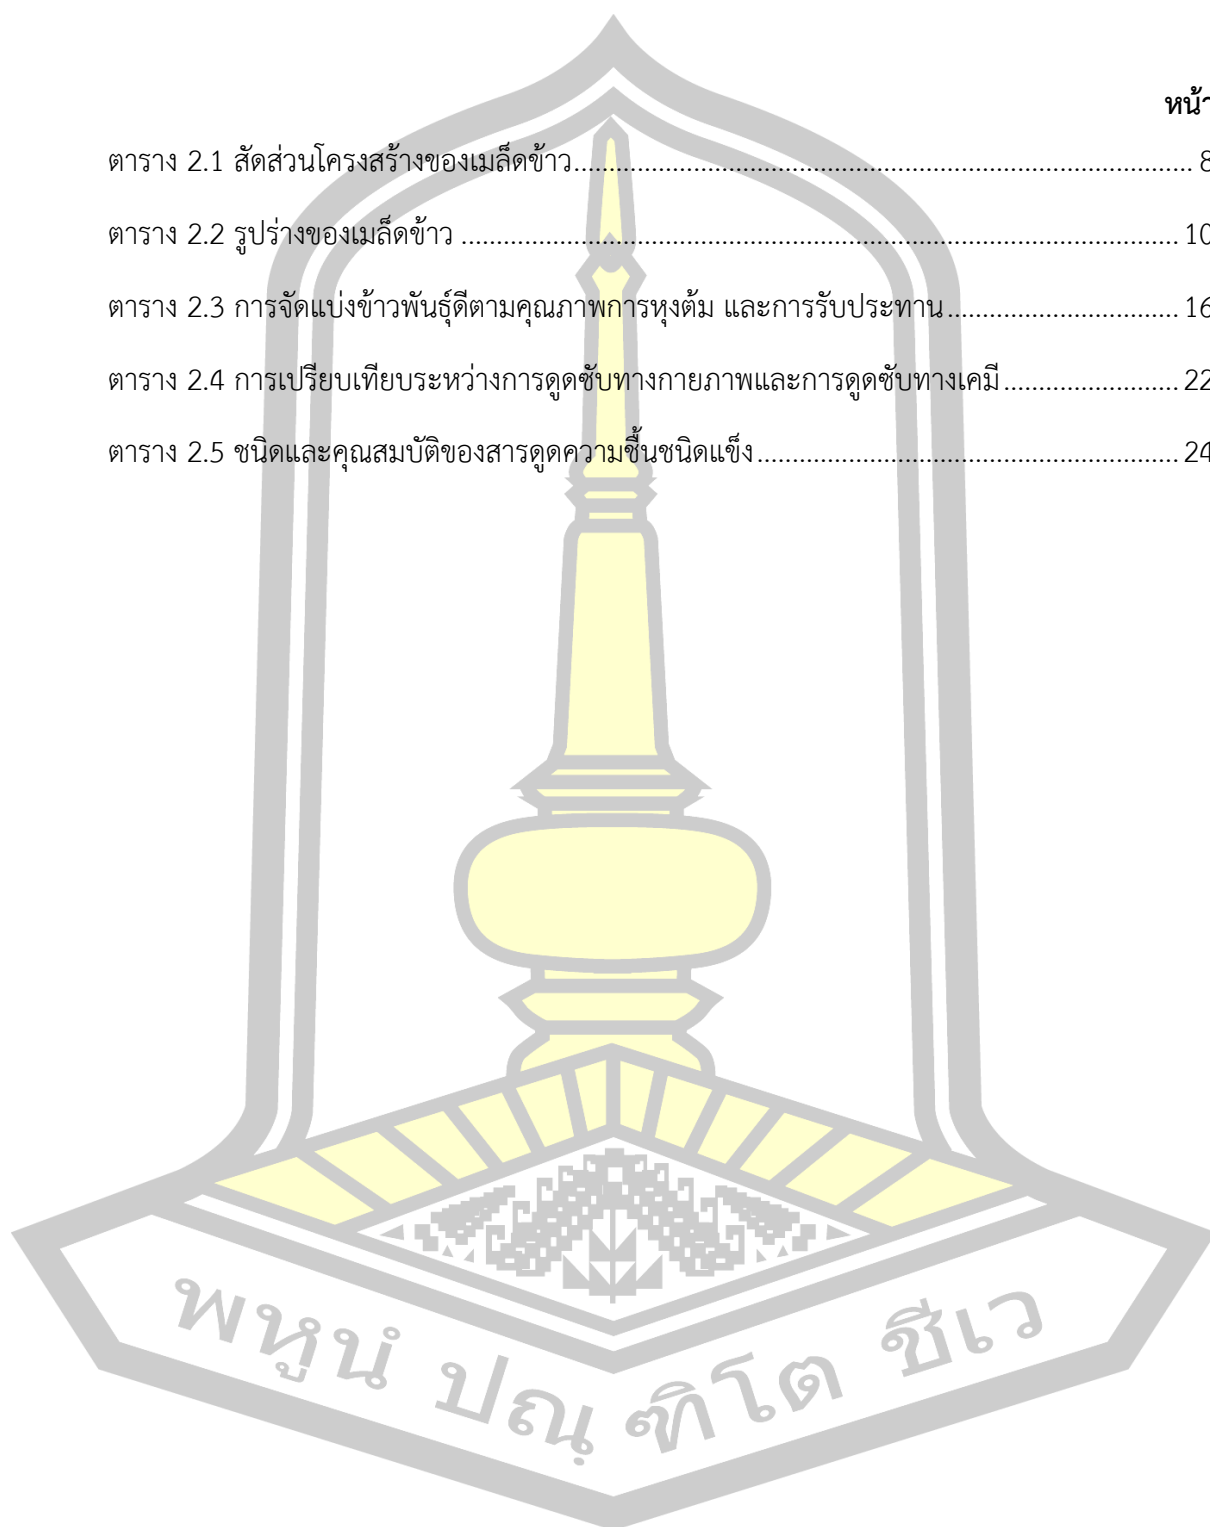 หน้า
ตาราง 2.1 สัดส่วนโครงสร้างของเมล็ดข้าว........................................................................................ 8
ตาราง 2.2 รูปร่างของเมล็ดข้าว ...................................................................................................... 10
ตาราง 2.3 การจัดแบ่งข้าวพันธุ์ดีตามคุณภาพการหุงต้ม และการรับประทาน ................................. 16
ตาราง 2.4 การเปรียบเทียบระหว่างการดูดซับทางกายภาพและการดูดซับทางเคมี ......................... 22
ตาราง 2.5 ชนิดและคุณสมบัติของสารดูดความชื้นชนิดแข็ง ............................................................ 24
พหูนํ ปณฺฑิโต ชีเว